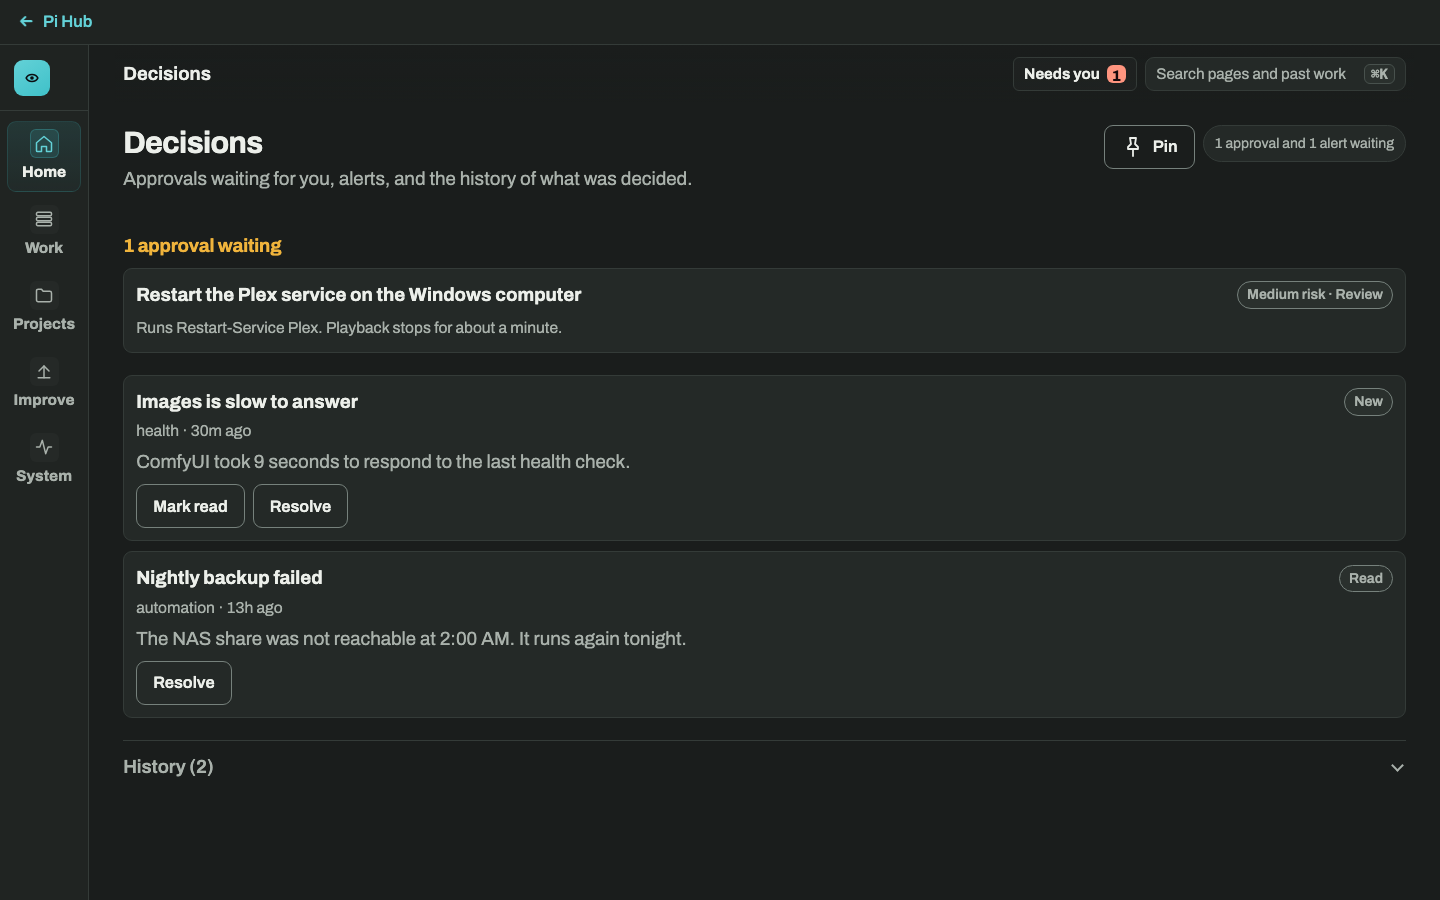 Pi Hub
Decisions
Needs you 1
Search pages and past work ⌘K
Home
Work
Projects
Improve
System
Decisions
Pin
1 approval and 1 alert waiting
Approvals waiting for you, alerts, and the history of what was decided.
1 approval waiting
Restart the Plex service on the Windows computer
Medium risk · Review
Runs Restart-Service Plex. Playback stops for about a minute.
Images is slow to answer
New
health · 30m ago
ComfyUI took 9 seconds to respond to the last health check.
Mark read
Resolve
Nightly backup failed
Read
automation · 13h ago
The NAS share was not reachable at 2:00 AM. It runs again tonight.
Resolve
History (2)